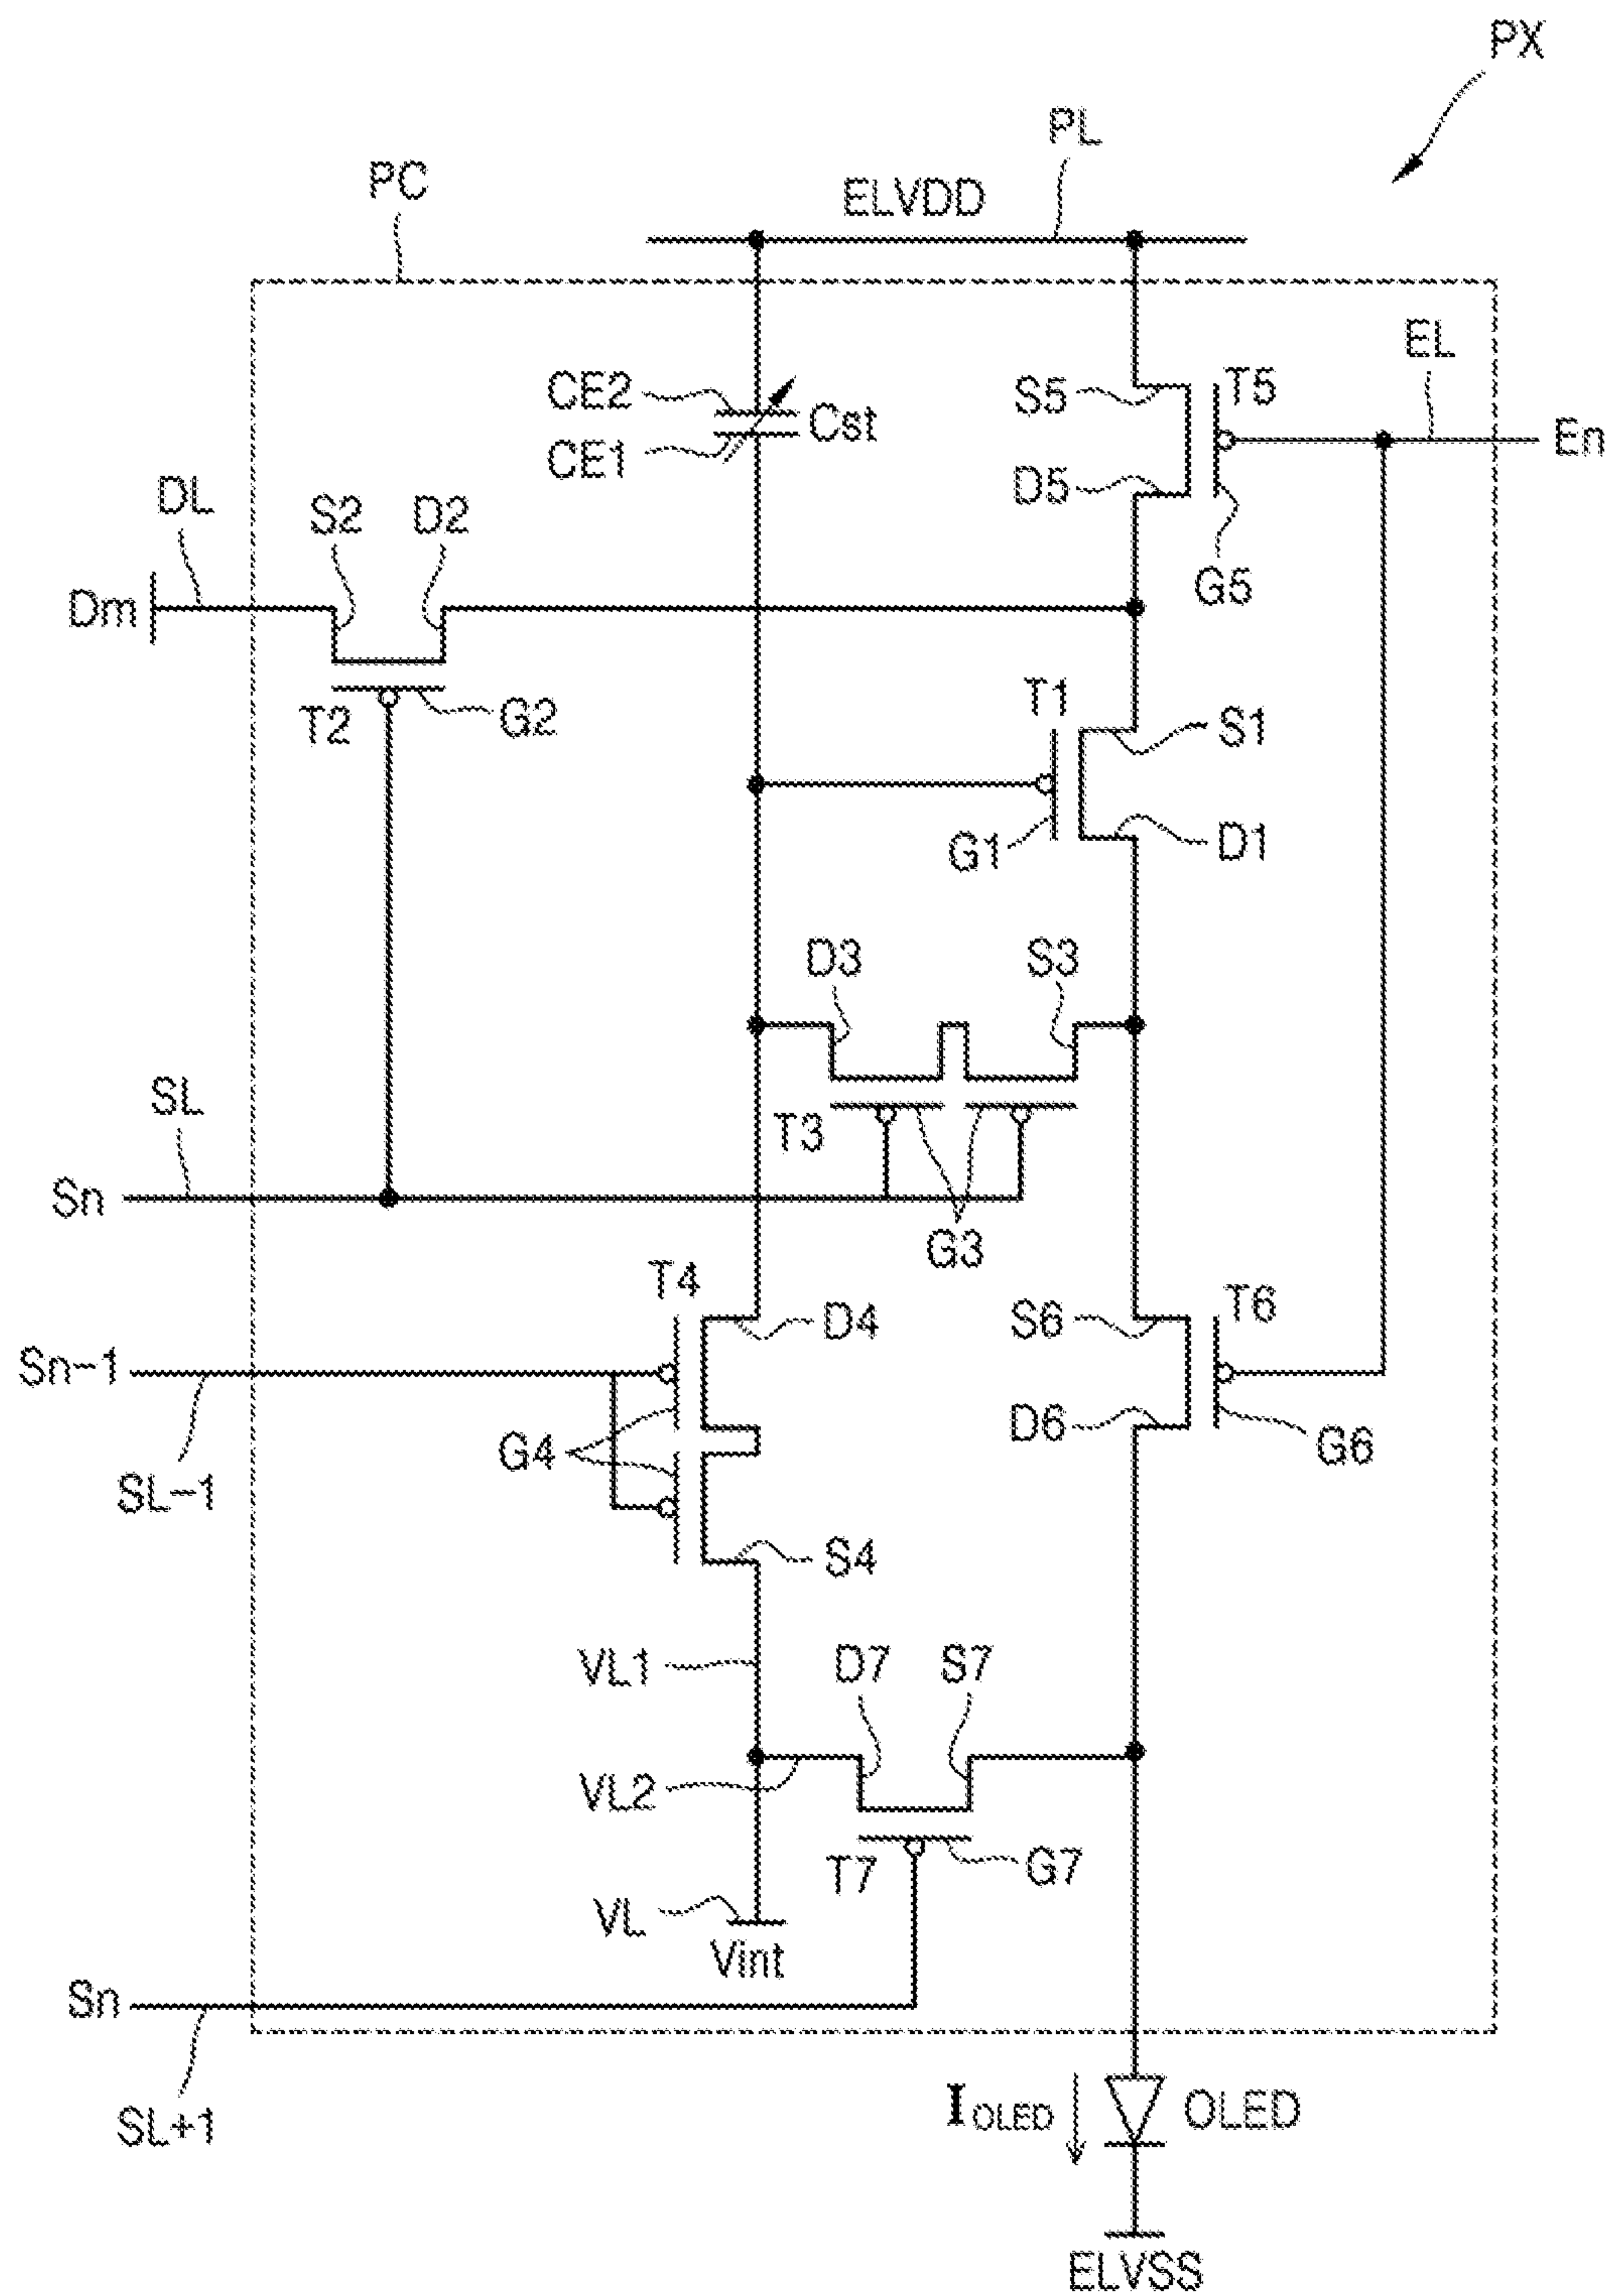 PX
PL
PC
ELVDD
EL
CE2
Cst
S5
T5
En
CE1
D5
DL
S2
D2
G5
Dm
T1
T2
G2
S1
G1
D1
D3
S3
SL
T3
Sn
G3
T4
D4
S6
T6
Sn-1
D6
G4
G6
SL-1
S4
VL1
D7
S7
VL2
T7
G7
VL
Vint
Sn
SL+1
IOLED
OLED
ELVSS